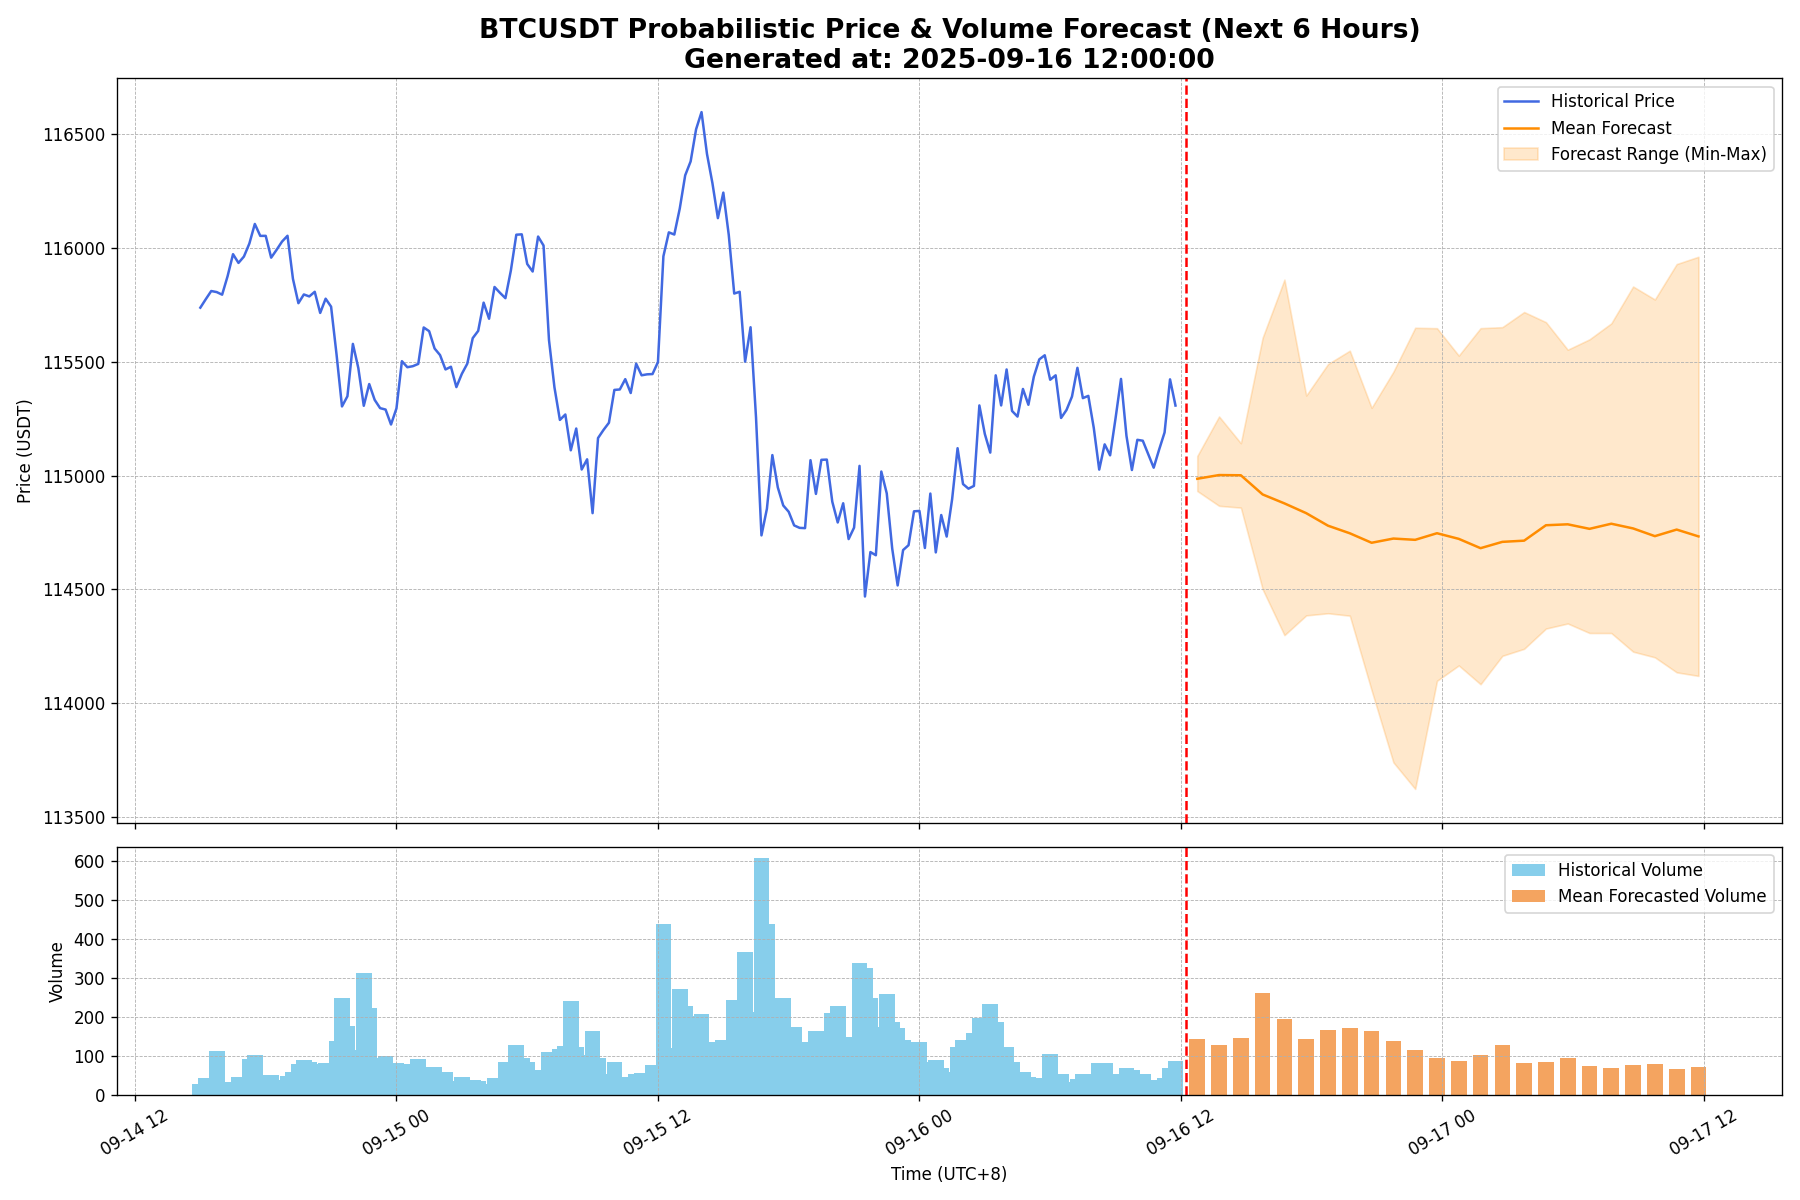 BTCUSDT Probabilistic Price & Volume Forecast (Next 6 Hours)
Generated at: 2025-09-16 12:00:00
Historical Price
Mean Forecast
Forecast Range (Min-Max)
Price (USDT)
116500
116000
115500
115000
114500
114000
113500
Historical Volume
Mean Forecasted Volume
Volume
600
500
400
300
200
100
0
09-14 12
09-15 00
09-15 12
09-16 00
09-16 12
09-17 00
09-17 12
Time (UTC+8)